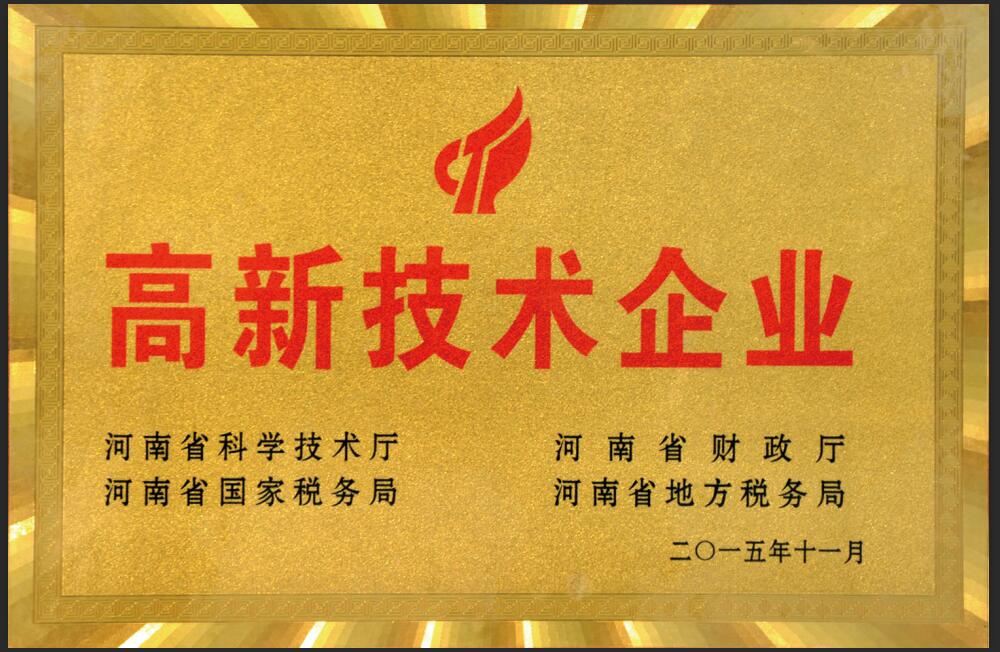 高新技术企业
河南省科学技术厅 河南省财政厅
河南省国家税务局 河南省地方税务局
二〇一五年十一月